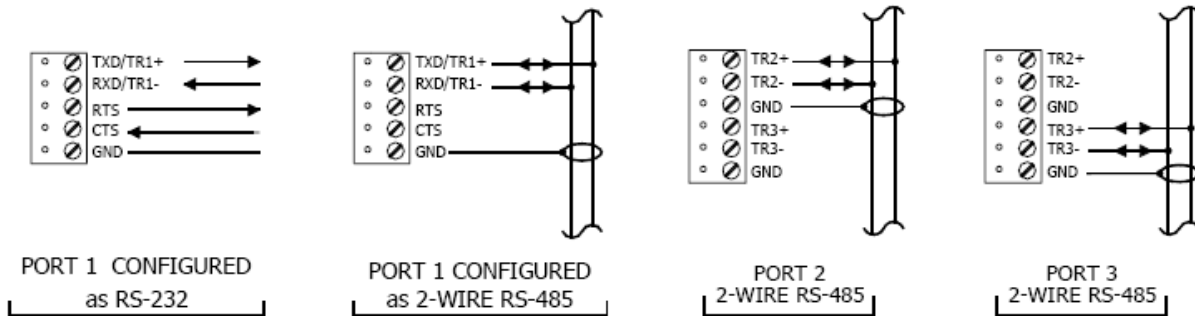 TXD/TR1+
RXD/TR1-
RTS
CTS
GND
PORT 1 CONFIGURED
as RS-232
TXD/TR1+
RXD/TR1-
RTS
CTS
GND
PORT 1 CONFIGURED
as 2-WIRE RS-485
TR2+
TR2-
GND
TR3+
TR3-
GND
PORT 2
2-WIRE RS-485
TR2+
TR2-
GND
TR3+
TR3-
GND
PORT 3
2-WIRE RS-485